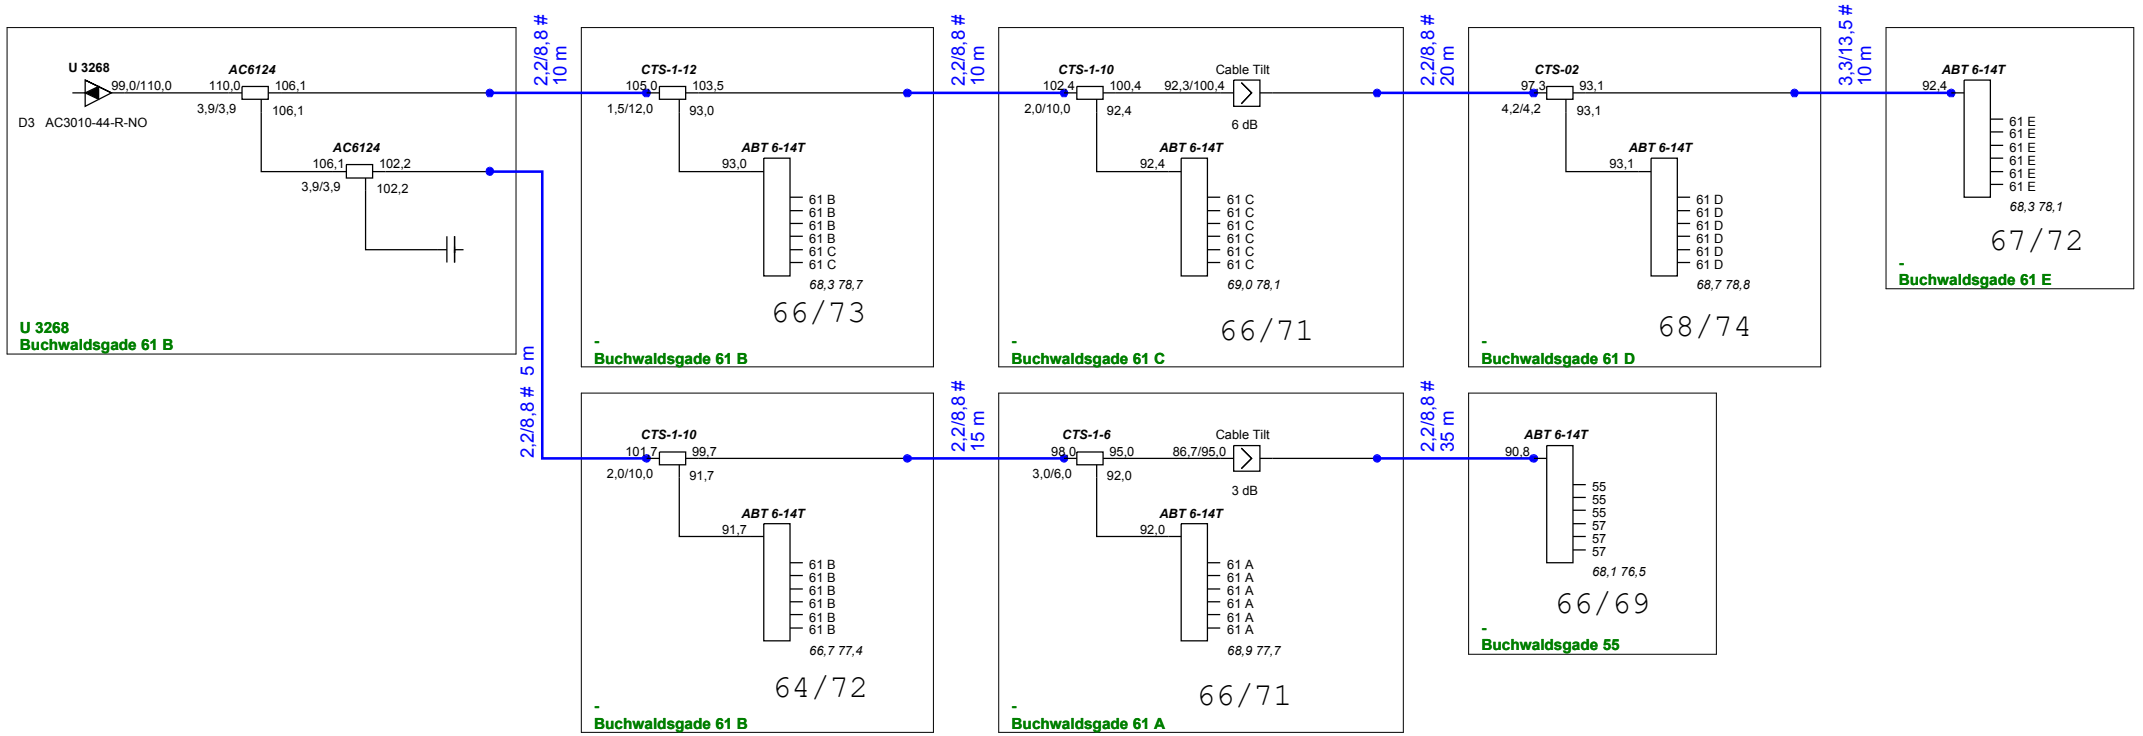 U 3268
99,0/110,0
D3 AC3010-44-R-NO
AC6124
110,0
106,1
3,9/3,9
106,1
AC6124
106,1
102,2
3,9/3,9
102,2
U 3268
Buchwaldsgade 61 B
2,2/8,8 #
10 m
CTS-1-12
105,0
103,5
1,5/12,0
93,0
ABT 6-14T
93,0
61 B
61 B
61 B
61 B
61 C
61 C
68,3 78,7
66/73
-
Buchwaldsgade 61 B
2,2/8,8 #
10 m
CTS-1-10
102,4
100,4
2,0/10,0
92,4
92,3/100,4
Cable Tilt
6 dB
ABT 6-14T
92,4
61 C
61 C
61 C
61 C
61 C
61 C
69,0 78,1
66/71
-
Buchwaldsgade 61 C
2,2/8,8 #
20 m
CTS-02
97,3
93,1
4,2/4,2
93,1
ABT 6-14T
93,1
61 D
61 D
61 D
61 D
61 D
61 D
68,7 78,8
68/74
-
Buchwaldsgade 61 D
3,3/13,5 #
10 m
ABT 6-14T
92,4
61 E
61 E
61 E
61 E
61 E
61 E
68,3 78,1
67/72
-
Buchwaldsgade 61 E
2,2/8,8 # 5 m
CTS-1-10
101,7
99,7
2,0/10,0
91,7
ABT 6-14T
91,7
61 B
61 B
61 B
61 B
61 B
61 B
66,7 77,4
64/72
-
Buchwaldsgade 61 B
2,2/8,8 #
15 m
CTS-1-6
98,0
95,0
3,0/6,0
92,0
86,7/95,0
Cable Tilt
3 dB
ABT 6-14T
92,0
61 A
61 A
61 A
61 A
61 A
61 A
68,9 77,7
66/71
-
Buchwaldsgade 61 A
2,2/8,8 #
35 m
ABT 6-14T
90,8
55
55
55
57
57
57
68,1 76,5
66/69
-
Buchwaldsgade 55